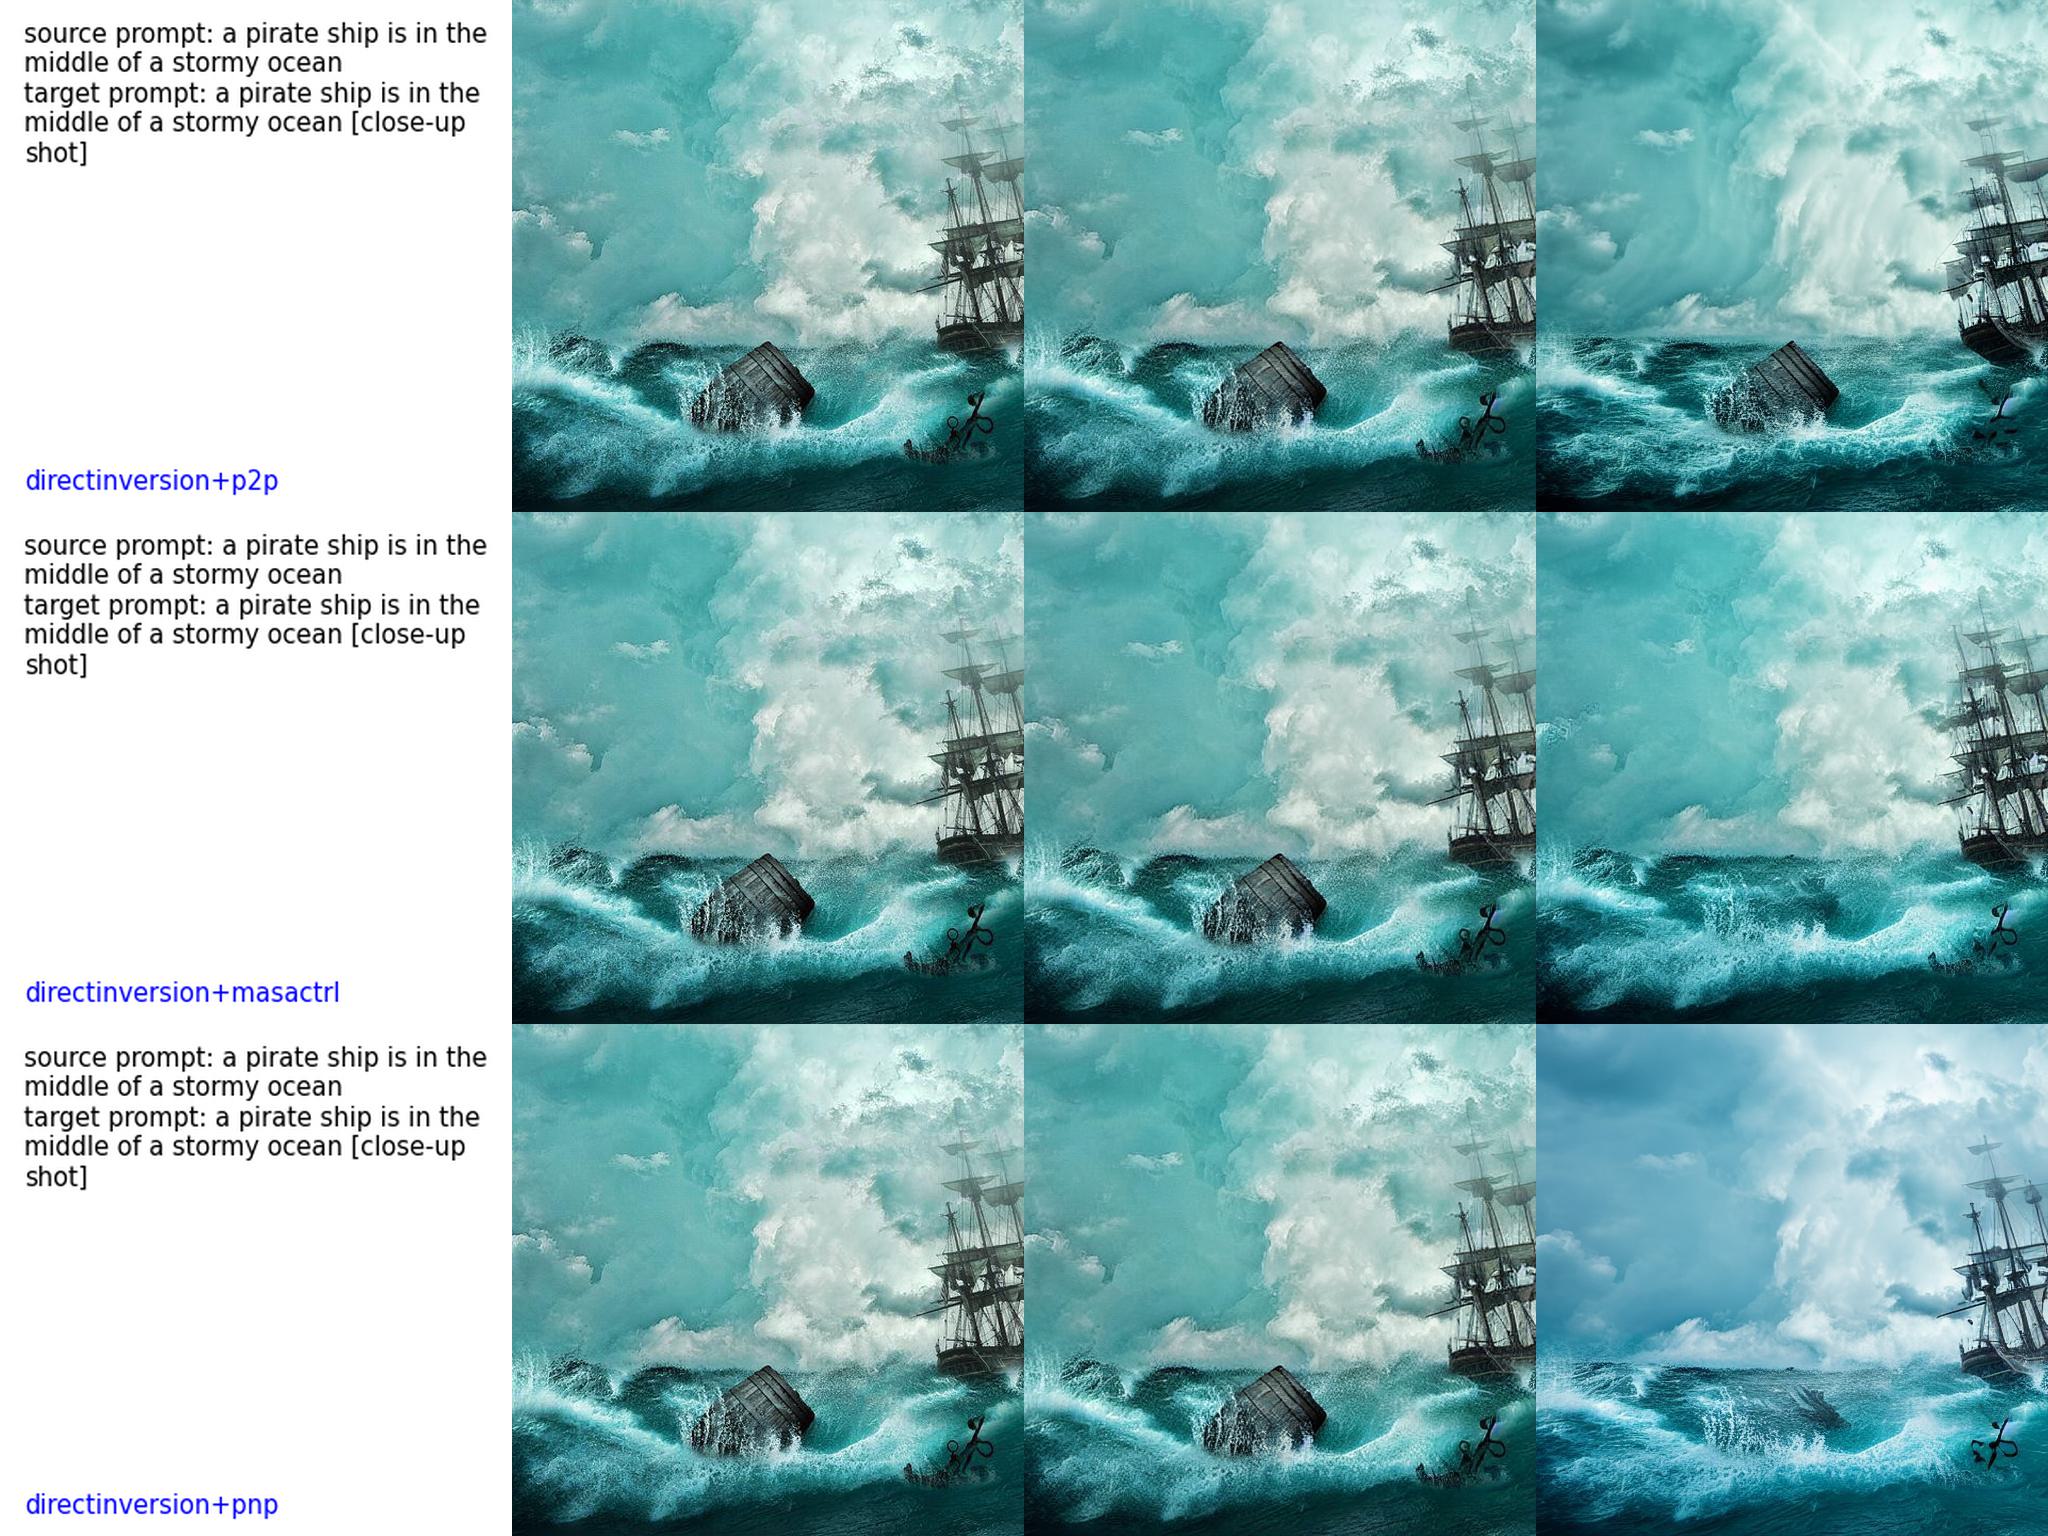 source prompt: a pirate ship is in the
middle of a stormy ocean
target prompt: a pirate ship is in the
middle of a stormy ocean [close-up
shot]
directinversion+p2p
source prompt: a pirate ship is in the
middle of a stormy ocean
target prompt: a pirate ship is in the
middle of a stormy ocean [close-up
shot]
directinversion+masactrl
source prompt: a pirate ship is in the
middle of a stormy ocean
target prompt: a pirate ship is in the
middle of a stormy ocean [close-up
shot]
directinversion+pnp